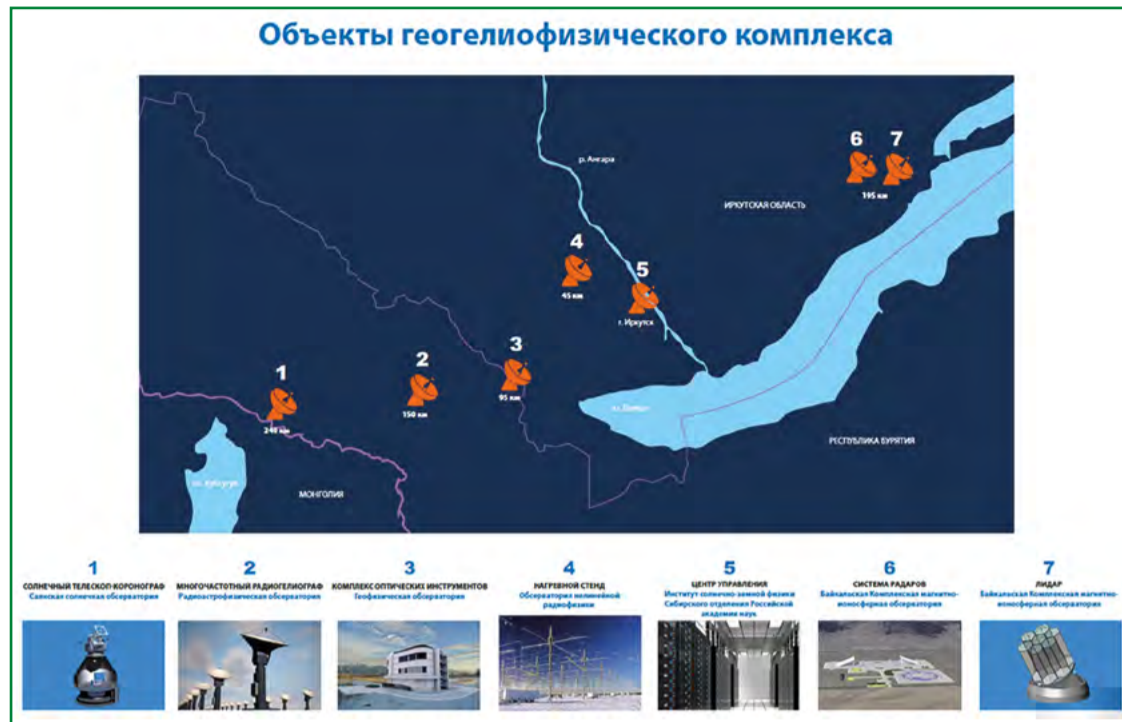 Объекты геогелиофизического комплекса
6 7
р. Ангара
195 км
ИРКУТСКАЯ ОБЛАСТЬ
4
45 км
5
г. Иркутск
3
95 км
2
150 км
1
РЕСПУБЛИКА БУРЯТИЯ
МОНГОЛИЯ
1
СОЛНЕЧНЫЙ ТЕЛЕСКОП-КОРОНОГРАФ
Саянская солнечная обсерватория
2
МНОГОЧАСТОТНЫЙ РАДИОГЕЛИОГРАФ
Радиоастрофизическая обсерватория
3
КОМПЛЕКС ОПТИЧЕСКИХ ИНСТРУМЕНТОВ
Геофизическая обсерватория
4
НАГРЕВНОЙ СТЕНД
Обсерватория нелинейной
радиофизики
5
ЦЕНТР УПРАВЛЕНИЯ
Институт солнечно-земной физики
Сибирского отделения Российской
академии наук
6
СИСТЕМА РАДАРОВ
Байкальская Комплексная магнитно-
ионосферная обсерватория
7
ЛИДАР
Байкальская Комплексная магнитно-
ионосферная обсерватория